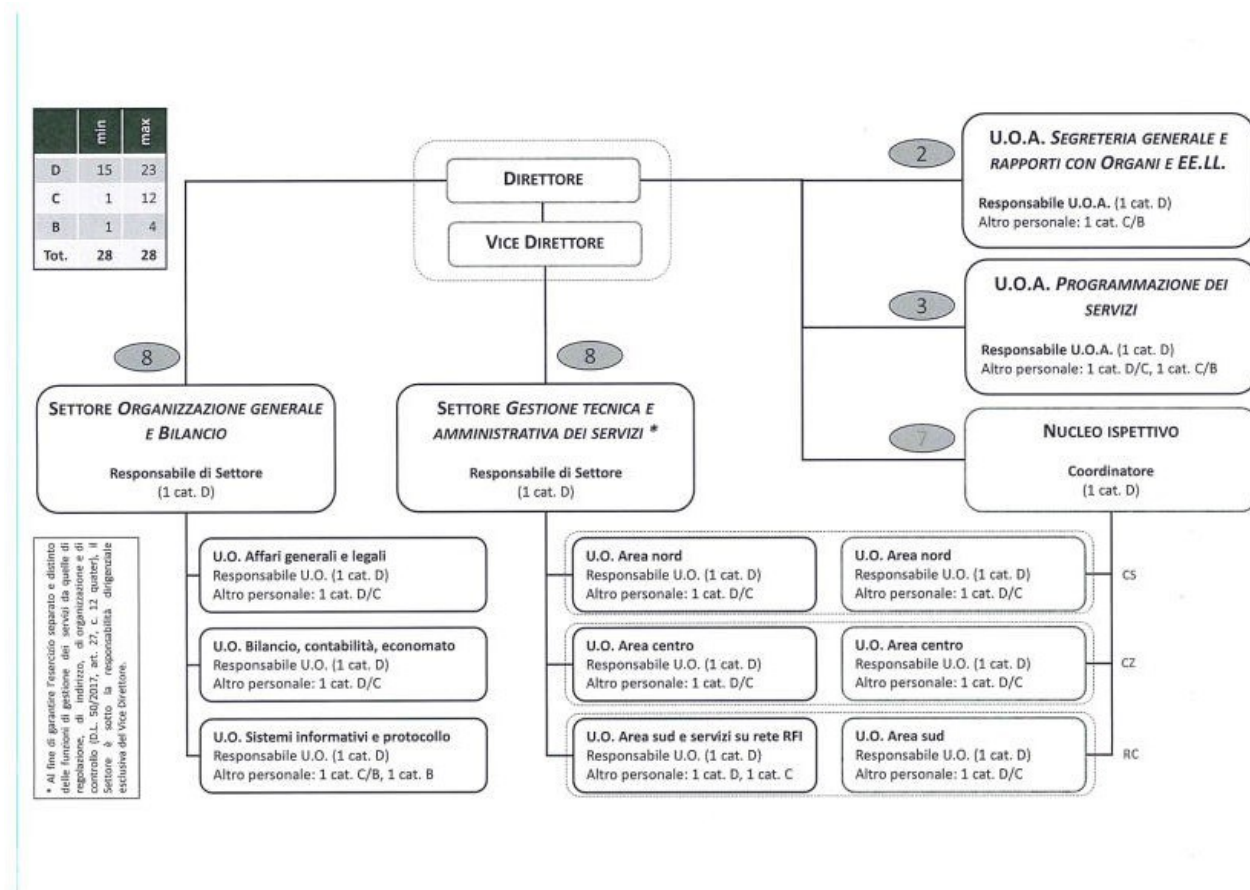 min max
D 15 23
C 1 12
B 1 4
Tot. 28 28
DIRETTORE
VICE DIRETTORE
2
U.O.A. SEGRETERIA GENERALE E
RAPPORTI CON ORGANI E EE.LL.
Responsabile U.O.A. (1 cat. D)
Altro personale: 1 cat. C/B
3
U.O.A. PROGRAMMAZIONE DEI
SERVIZI
Responsabile U.O.A. (1 cat. D)
Altro personale: 1 cat. D/C, 1 cat. C/B
7
NUCLEO ISPETTIVO
Coordinatore
(1 cat. D)
8
SETTORE ORGANIZZAZIONE GENERALE
E BILANCIO
Responsabile di Settore
(1 cat. D)
8
SETTORE GESTIONE TECNICA E
AMMINISTRATIVA DEI SERVIZI *
Responsabile di Settore
(1 cat. D)
U.O. Affari generali e legali
Responsabile U.O. (1 cat. D)
Altro personale: 1 cat. D/C
U.O. Bilancio, contabilità, economato
Responsabile U.O. (1 cat. D)
Altro personale: 1 cat. D/C
U.O. Sistemi informativi e protocollo
Responsabile U.O. (1 cat. D)
Altro personale: 1 cat. C/B, 1 cat. B
U.O. Area nord
Responsabile U.O. (1 cat. D)
Altro personale: 1 cat. D/C
U.O. Area nord
Responsabile U.O. (1 cat. D)
Altro personale: 1 cat. D/C
CS
U.O. Area centro
Responsabile U.O. (1 cat. D)
Altro personale: 1 cat. D/C
U.O. Area centro
Responsabile U.O. (1 cat. D)
Altro personale: 1 cat. D/C
CZ
U.O. Area sud e servizi su rete RFI
Responsabile U.O. (1 cat. D)
Altro personale: 1 cat. D, 1 cat. C
U.O. Area sud
Responsabile U.O. (1 cat. D)
Altro personale: 1 cat. D/C
RC
* Al fine di garantire l'esercizio separato e distinto
delle funzioni di gestione dei servizi da quelle di
regolazione, di indirizzo, di organizzazione e di
controllo (D.L. 50/2017, art. 27, c. 12 quater), il
Settore è sotto la responsabilità dirigenziale
esclusiva del Vice Direttore.